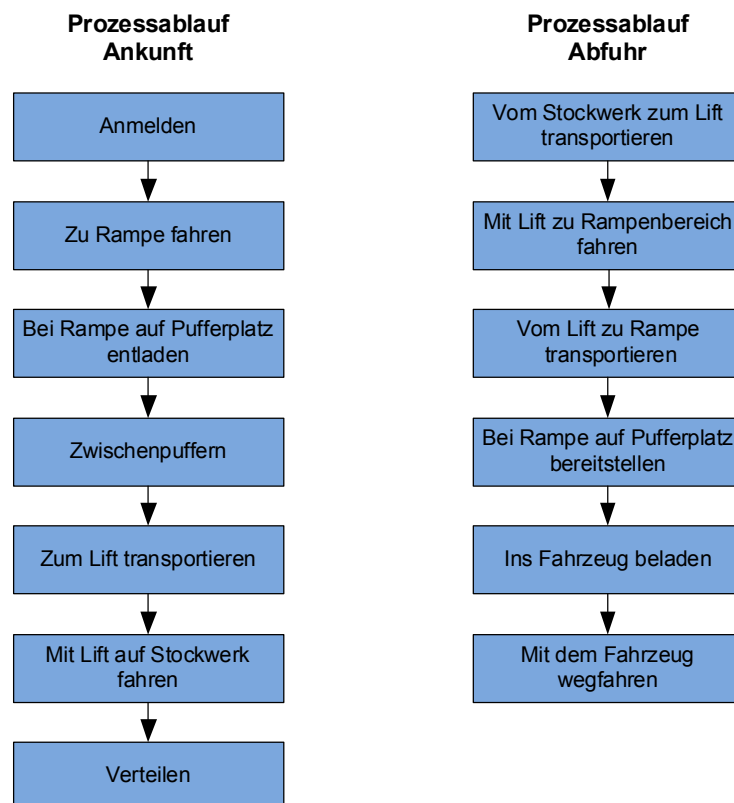 Prozessablauf
Ankunft
Anmelden
Zu Rampe fahren
Bei Rampe auf Pufferplatz
entladen
Zwischenpuffern
Zum Lift transportieren
Mit Lift auf Stockwerk
fahren
Verteilen
Prozessablauf
Abfuhr
Vom Stockwerk zum Lift
transportieren
Mit Lift zu Rampenbereich
fahren
Vom Lift zu Rampe
transportieren
Bei Rampe auf Pufferplatz
bereitstellen
Ins Fahrzeug beladen
Mit dem Fahrzeug
wegfahren